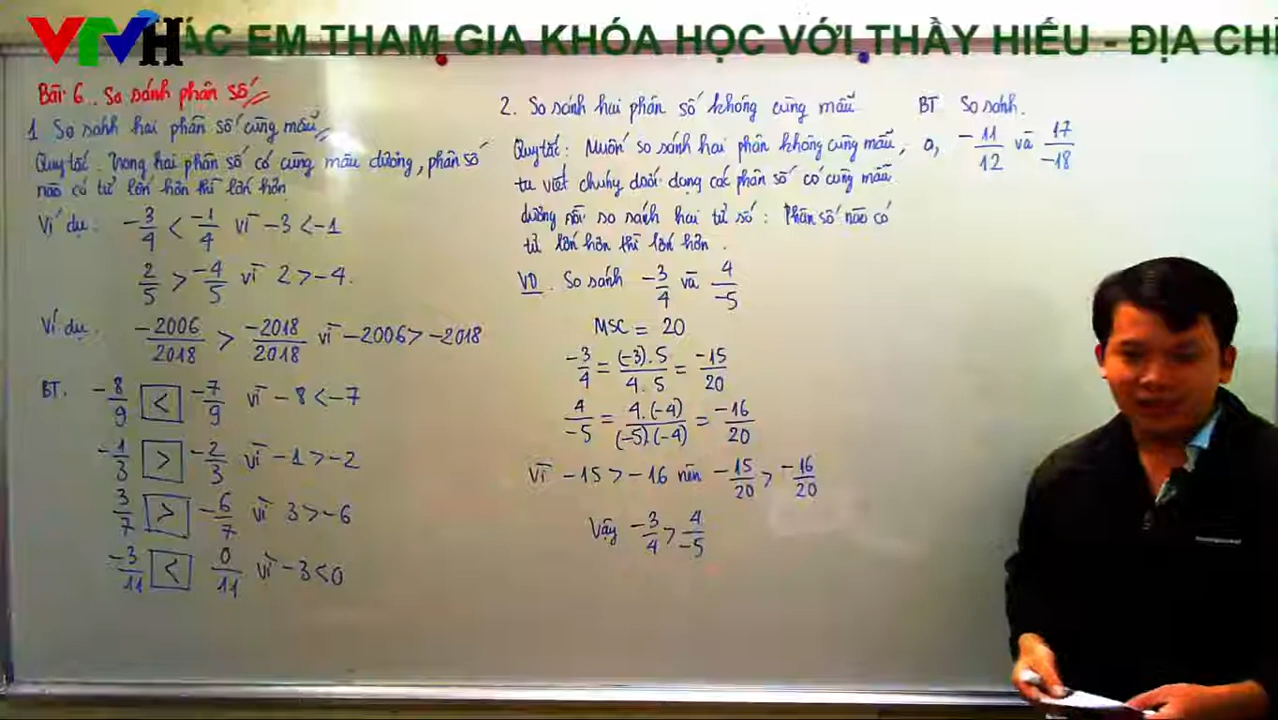 VTVH
ÁC EM THAM GIA KHÓA HỌC VỚI THẦY HIẾU - ĐỊA CHỈ
Bài 6. So sánh phân số
1 So sánh hai phân số cùng mẫu
Quy tắc: Trong hai phân số có cùng mẫu dương, phân số
nào có tử lớn hơn thì lớn hơn
Ví dụ: -3/4 < -1/4 vì -3 < -1
2/5 > -4/5 vì 2 > -4.
Ví dụ. -2006/2018 > -2018/2018 vì -2006 > -2018
BT. -8/9 < -7/9 vì -8 < -7
-1/3 > -2/3 vì -1 > -2
3/7 > -6/7 vì 3 > -6
-3/11 < 0/11 vì -3 < 0
2. So sánh hai phân số không cùng mẫu
Quy tắc: Muốn so sánh hai phân không cùng mẫu,
ta viết chúng dưới dạng các phân số có cùng mẫu
dương rồi so sánh hai tử số: Phân số nào có
tử lớn hơn thì lớn hơn.
VD. So sánh -3/4 và 4/-5
MSC = 20
-3/4 = (-3).5/4.5 = -15/20
4/-5 = 4.(-4)/(-5).(-4) = -16/20
Vì -15 > -16 nên -15/20 > -16/20
Vậy -3/4 > 4/-5
BT So sánh.
a, -11/12 và 17/-18